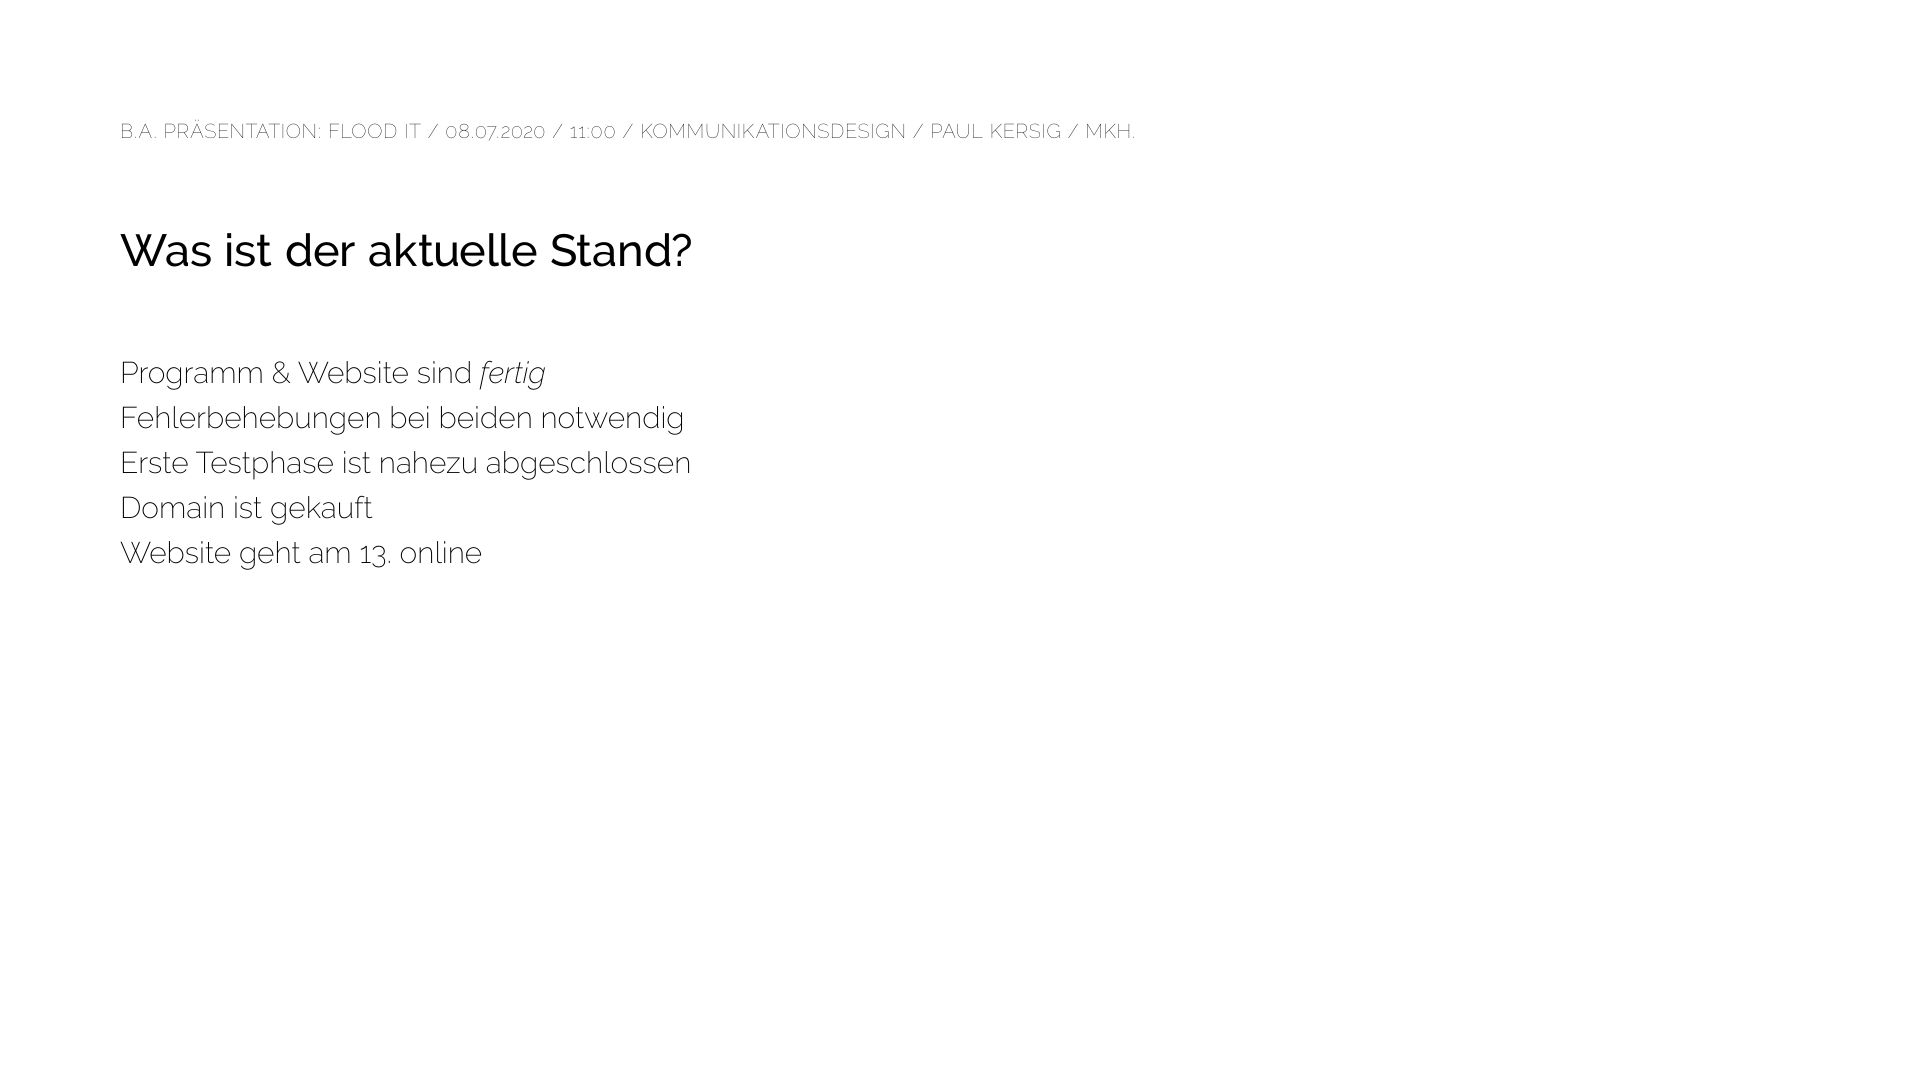 B.A. PRÄSENTATION: FLOOD IT / 08.07.2020 / 11:00 / KOMMUNIKATIONSDESIGN / PAUL KERSIG / MKH.
Was ist der aktuelle Stand?
Programm & Website sind fertig
Fehlerbehebungen bei beiden notwendig
Erste Testphase ist nahezu abgeschlossen
Domain ist gekauft
Website geht am 13. online